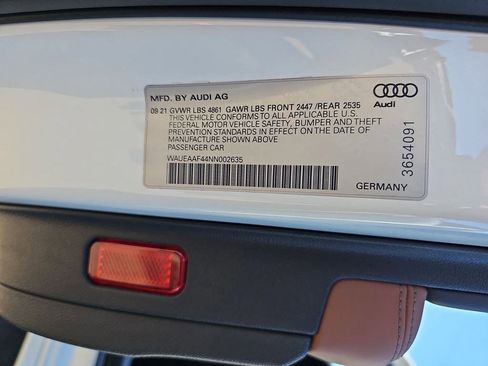 MFD. BY AUDI AG
09 21 GVWR LBS 4861 GAWR LBS FRONT 2447 /REAR 2535
THIS VEHICLE CONFORMS TO ALL APPLICABLE U.S.
FEDERAL MOTOR VEHICLE SAFETY, BUMPER AND THEFT
PREVENTION STANDARDS IN EFFECT ON THE DATE OF
MANUFACTURE SHOWN ABOVE
PASSENGER CAR
WAUEAAF44NN002635
Audi
3654091
GERMANY